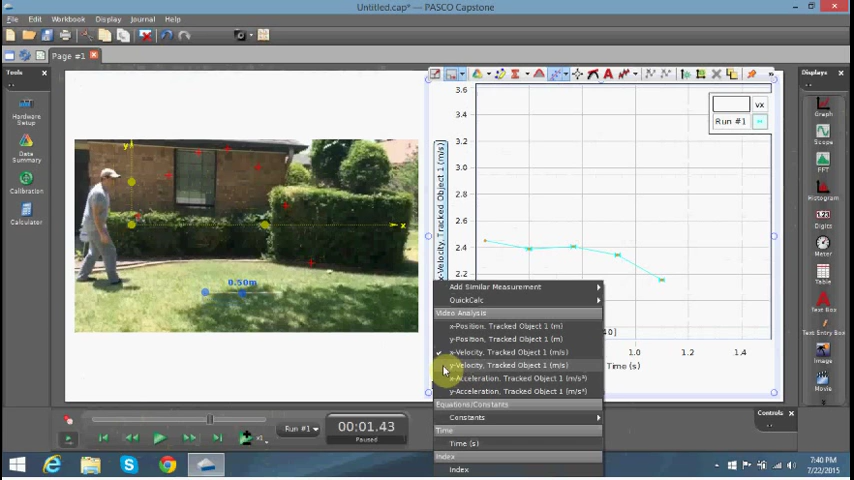 Untitled.cap* > PASCO Capstone
File Edit Workbook Display Journal Help
Page #1
Tools
Displays
Hardware
Setup
Data
Summary
Calibration
Calculator
y
x
0.50m
x-Velocity, Tracked Object 1 (m/s)
3.6
3.4
3.2
3.0
2.8
2.6
2.4
2.2
vx
Run #1
1.0
1.2
1.4
Time (s)
Add Similar Measurement
QuickCalc
Video Analysis
x-Position, Tracked Object 1 (m)
y-Position, Tracked Object 1 (m)
x-Velocity, Tracked Object 1 (m/s)
y-Velocity, Tracked Object 1 (m/s)
x-Acceleration, Tracked Object 1 (m/s²)
y-Acceleration, Tracked Object 1 (m/s²)
Equations/Constants
Constants
Time
Time (s)
Index
Index
Graph
Scope
FFT
Histogram
Digits
Meter
Table
Text Box
Image
Movie
Controls
Run #1
00:01.43
Paused
7:40 PM
7/22/2015